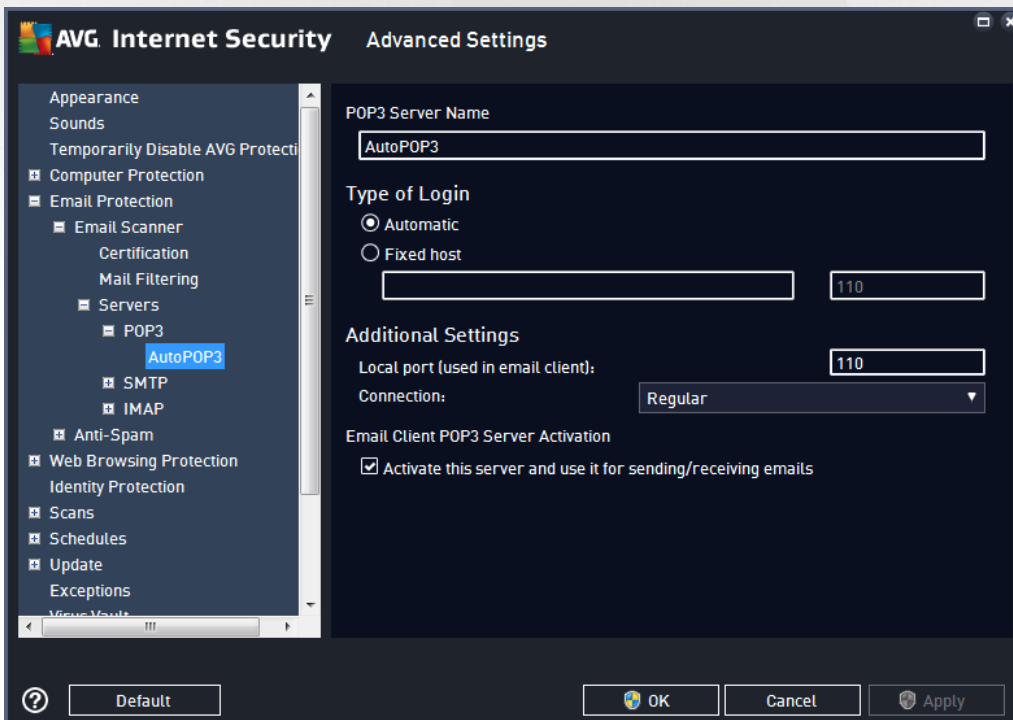 AVG Internet Security Advanced Settings
Appearance
Sounds
Temporarily Disable AVG Protecti
Computer Protection
Email Protection
Email Scanner
Certification
Mail Filtering
Servers
POP3
AutoPOP3
SMTP
IMAP
Anti-Spam
Web Browsing Protection
Identity Protection
Scans
Schedules
Update
Exceptions
Virus Vault
POP3 Server Name
AutoPOP3
Type of Login
Automatic
Fixed host
110
Additional Settings
Local port (used in email client):
110
Connection:
Regular
Email Client POP3 Server Activation
Activate this server and use it for sending/receiving emails
Default
OK
Cancel
Apply